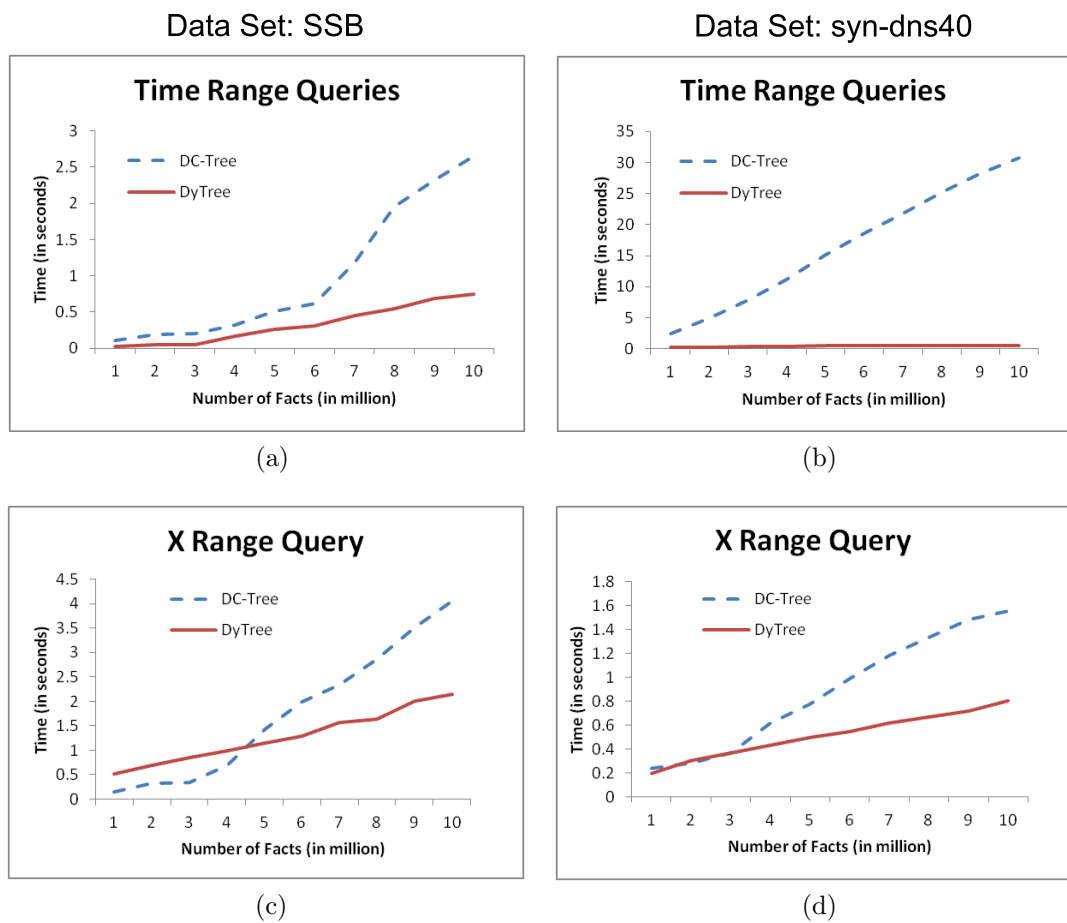 Data Set: SSB
Data Set: syn-dns40
Time Range Queries
3
2.5
2
1.5
1
0.5
0
Time (in seconds)
DC-Tree
DyTree
1 2 3 4 5 6 7 8 9 10
Number of Facts (in million)
(a)
Time Range Queries
35
30
25
20
15
10
5
0
Time (in seconds)
DC-Tree
DyTree
1 2 3 4 5 6 7 8 9 10
Number of Facts (in million)
(b)
X Range Query
4.5
4
3.5
3
2.5
2
1.5
1
0.5
0
Time (in seconds)
DC-Tree
DyTree
1 2 3 4 5 6 7 8 9 10
Number of Facts (in million)
(c)
X Range Query
1.8
1.6
1.4
1.2
1
0.8
0.6
0.4
0.2
0
Time (in seconds)
DC-Tree
DyTree
1 2 3 4 5 6 7 8 9 10
Number of Facts (in million)
(d)